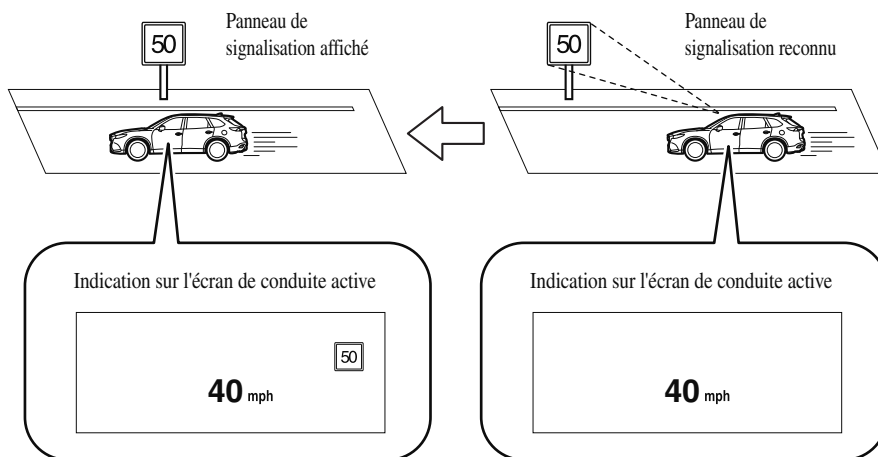 50
Panneau de
signalisation affiché
50
Panneau de
signalisation reconnu
Indication sur l'écran de conduite active
50
40 mph
Indication sur l'écran de conduite active
40 mph